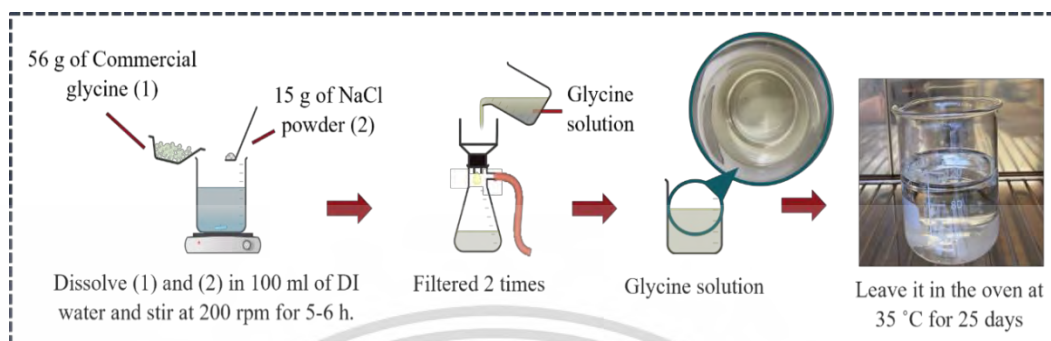 56 g of Commercial
glycine (1)
15 g of NaCl
powder (2)
Dissolve (1) and (2) in 100 ml of DI
water and stir at 200 rpm for 5-6 h.
Glycine
solution
Filtered 2 times
Glycine solution
60
Leave it in the oven at
35 ˚C for 25 days